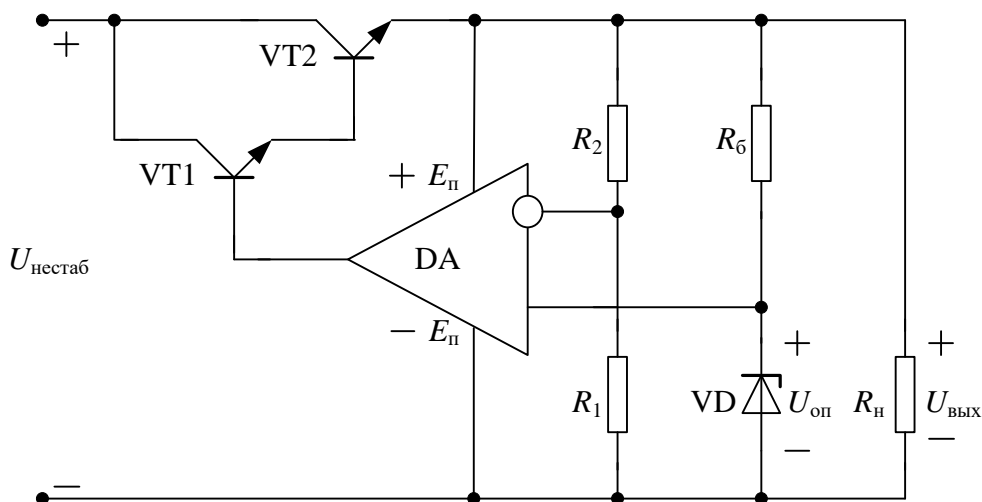 +
VT2
VT1
+ Eп
R2
Rб
DA
Uнестаб
− Eп
R1
VD
+
Uоп
−
Rн
+
Uвых
−
−